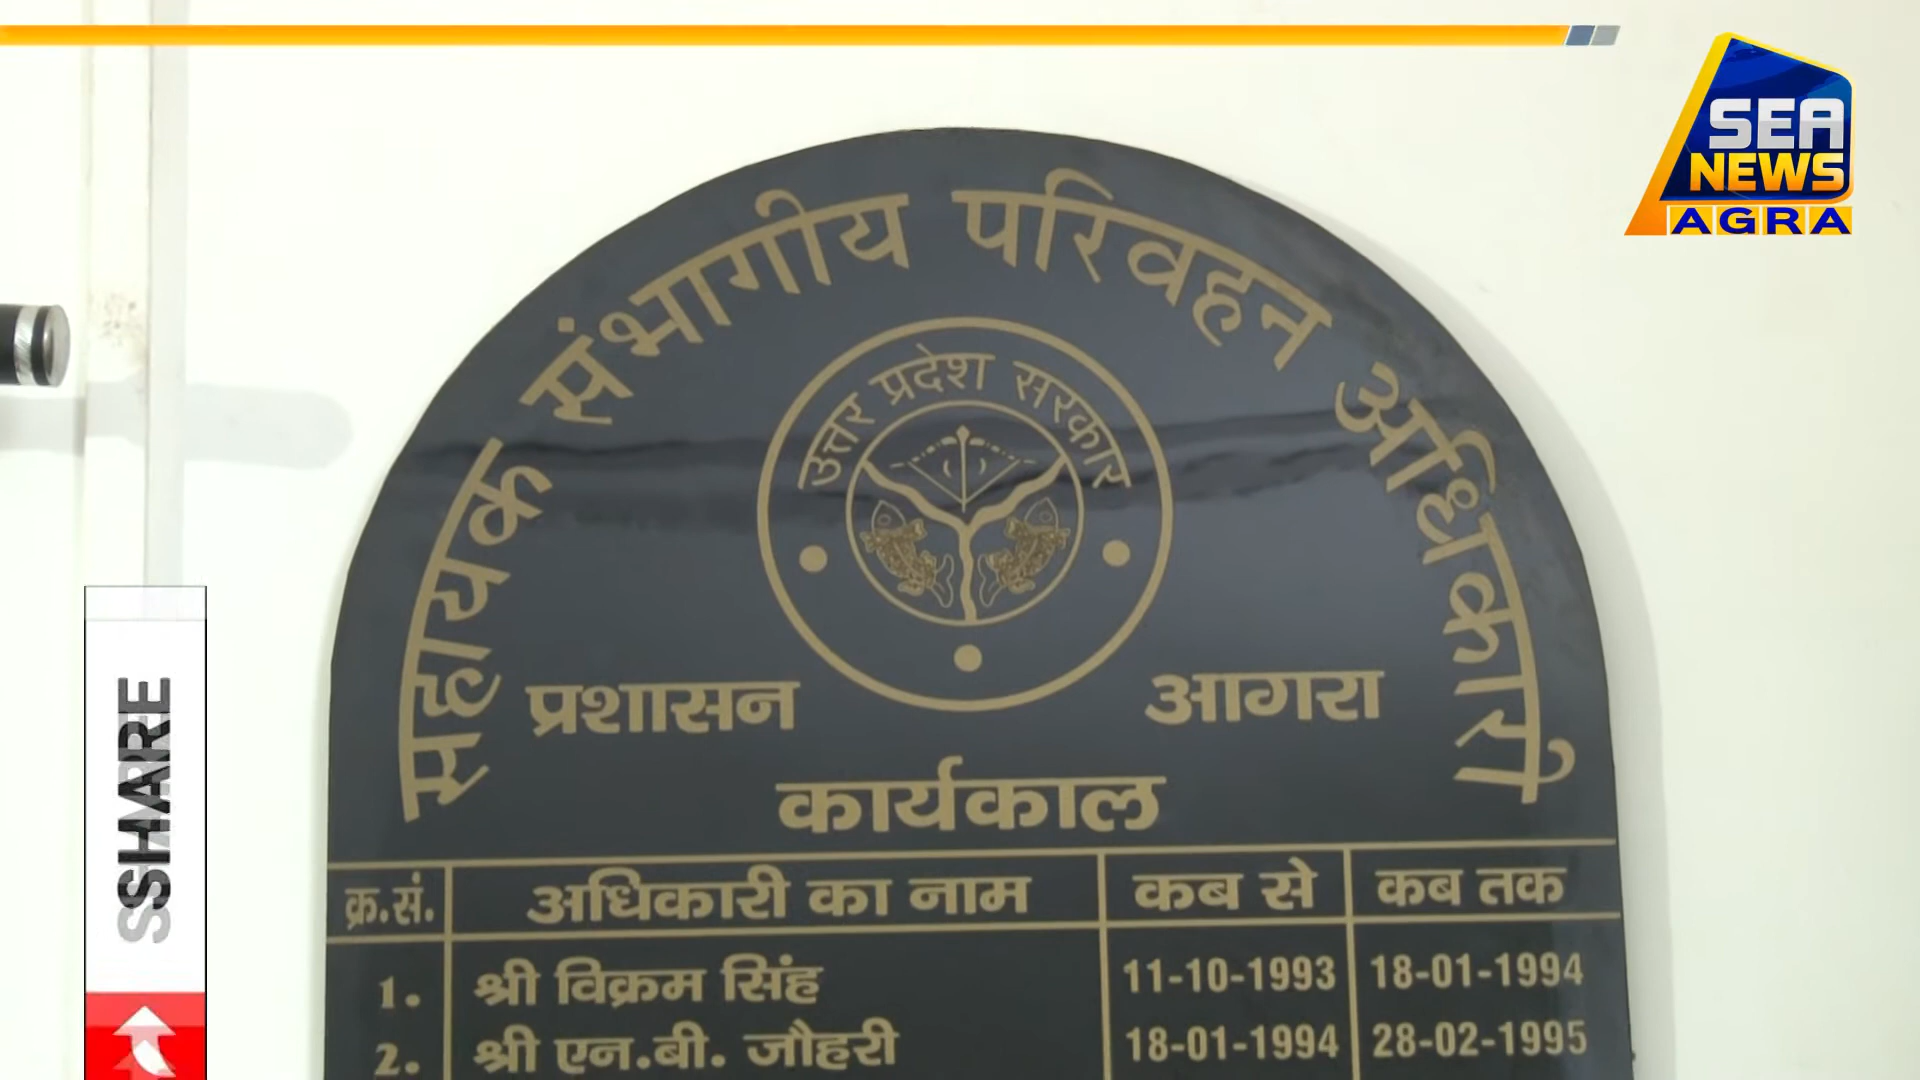 SEA
NEWS
AGRA
सहायक संभागीय परिवहन अधिकारी
उत्तर प्रदेश सरकार
प्रशासन आगरा
कार्यकाल
क्र.सं. अधिकारी का नाम कब से कब तक
1. श्री विक्रम सिंह 11-10-1993 18-01-1994
2. श्री एन.बी. जौहरी 18-01-1994 28-02-1995
SHARE